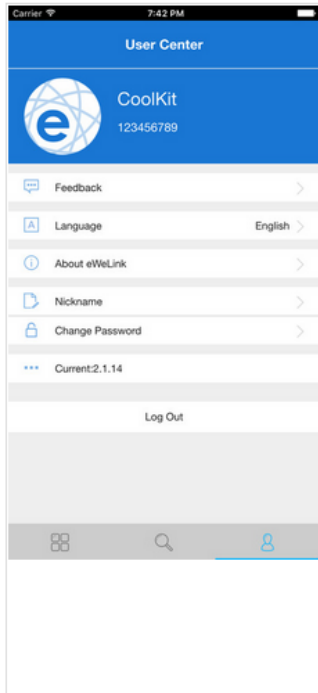 Carrier 7:42 PM
User Center
CoolKit
123456789
Feedback
Language English
About eWeLink
Nickname
Change Password
Current:2.1.14
Log Out